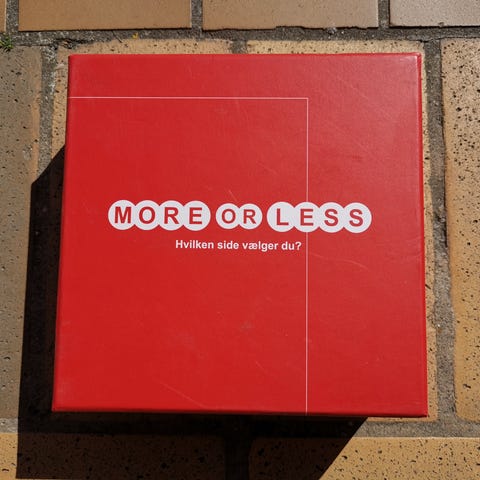 MORE OR LESS
Hvilken side vælger du?